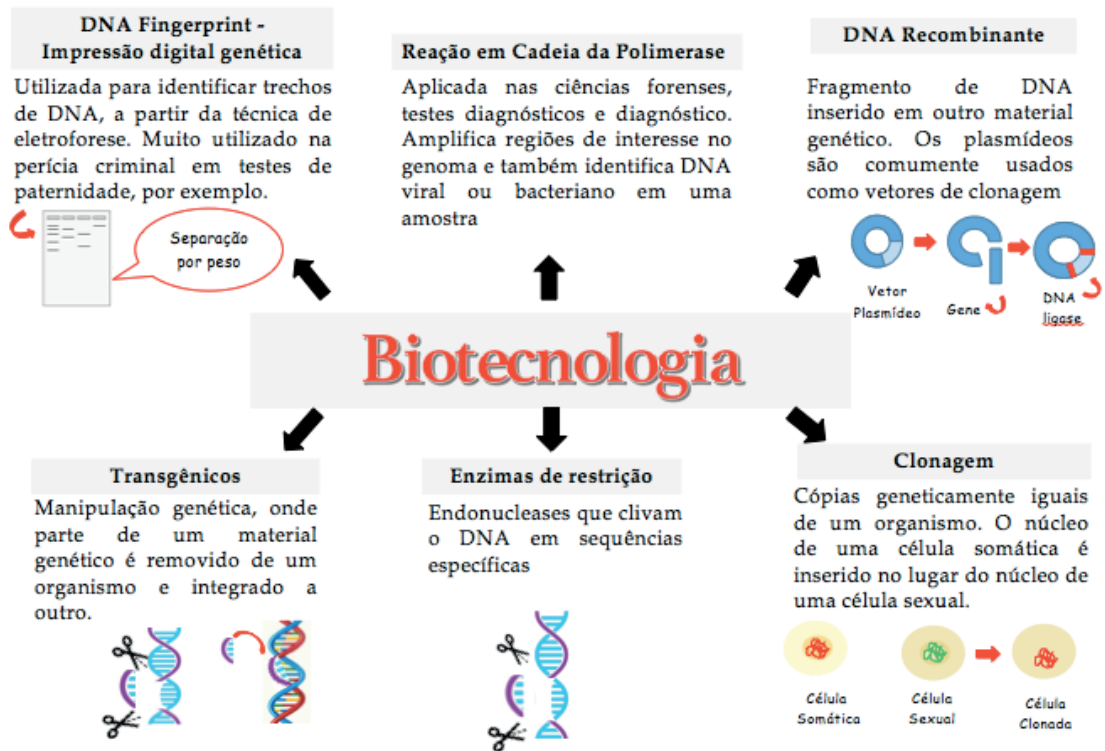 DNA Fingerprint -
Impressão digital genética
Utilizada para identificar trechos
de DNA, a partir da técnica de
eletroforese. Muito utilizado na
perícia criminal em testes de
paternidade, por exemplo.
Separação
por peso
Reação em Cadeia da Polimerase
Aplicada nas ciências forenses,
testes diagnósticos e diagnóstico.
Amplifica regiões de interesse no
genoma e também identifica DNA
viral ou bacteriano em uma
amostra
DNA Recombinante
Fragmento de DNA
inserido em outro material
genético. Os plasmídeos
são comumente usados
como vetores de clonagem
Vetor
Plasmídeo
Gene
DNA
ligase
Biotecnologia
Transgênicos
Manipulação genética, onde
parte de um material
genético é removido de um
organismo e integrado a
outro.
Enzimas de restrição
Endonucleases que clivam
o DNA em sequências
específicas
Clonagem
Cópias geneticamente iguais
de um organismo. O núcleo
de uma célula somática é
inserido no lugar do núcleo de
uma célula sexual.
Célula
Somática
Célula
Sexual
Célula
Clonada